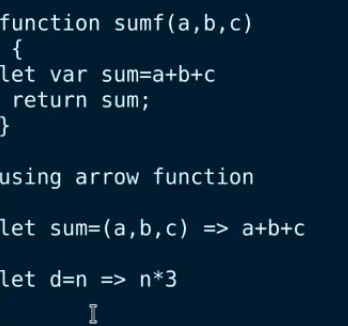 function sumf(a,b,c)
{
let var sum=a+b+c
return sum;
}
using arrow function
let sum=(a,b,c) => a+b+c
let d=n => n*3